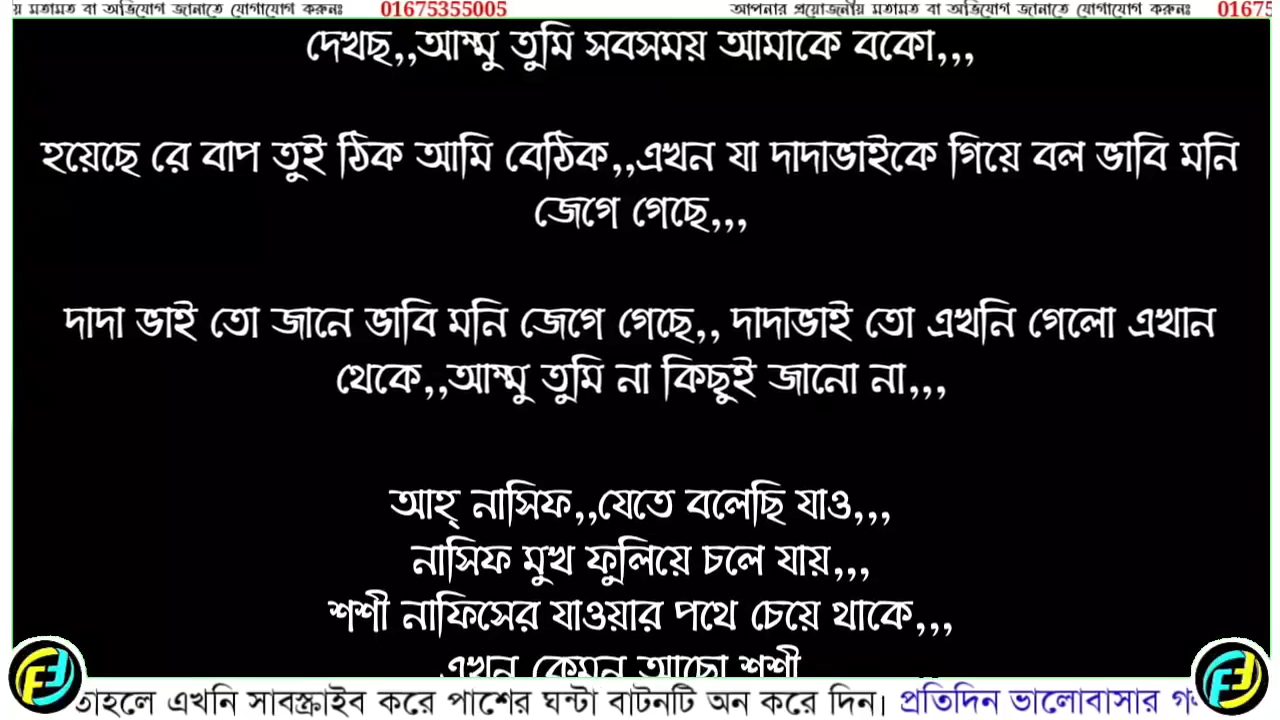 য় মতামত বা অভিযোগ জানাতে যোগাযোগ করুনঃ 01675355005 আপনার প্রয়োজনীয় মতামত বা অভিযোগ জানাতে যোগাযোগ করুনঃ 01675
দেখছ,,আম্মু তুমি সবসময় আমাকে বকো,,,
হয়েছে রে বাপ তুই ঠিক আমি বেঠিক,,এখন যা দাদাভাইকে গিয়ে বল ভাবি মনি
জেগে গেছে,,,
দাদা ভাই তো জানে ভাবি মনি জেগে গেছে,, দাদাভাই তো এখনি গেলো এখান
থেকে,,আম্মু তুমি না কিছুই জানো না,,,
আহ্ নাসিফ,,যেতে বলেছি যাও,,,
নাসিফ মুখ ফুলিয়ে চলে যায়,,,
শশী নাফিসের যাওয়ার পথে চেয়ে থাকে,,,
এখন কেমন আছো শশী
তাহলে এখনি সাবস্ক্রাইব করে পাশের ঘন্টা বাটনটি অন করে দিন। প্রতিদিন ভালোবাসার